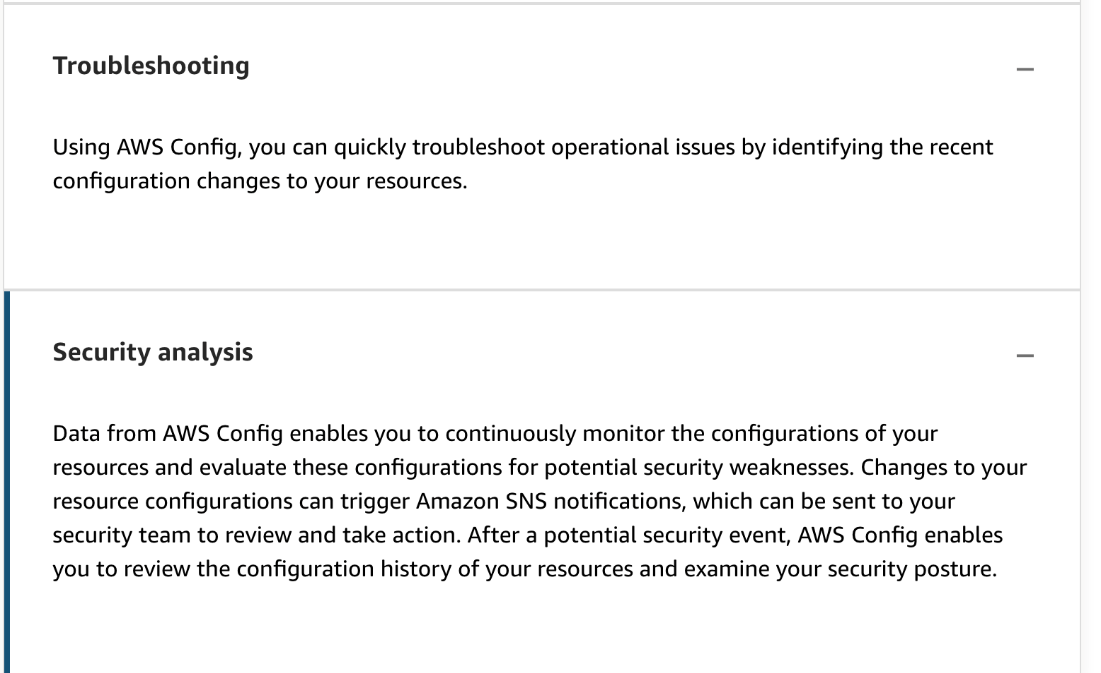 Troubleshooting
Using AWS Config, you can quickly troubleshoot operational issues by identifying the recent
configuration changes to your resources.
Security analysis
Data from AWS Config enables you to continuously monitor the configurations of your
resources and evaluate these configurations for potential security weaknesses. Changes to your
resource configurations can trigger Amazon SNS notifications, which can be sent to your
security team to review and take action. After a potential security event, AWS Config enables
you to review the configuration history of your resources and examine your security posture.